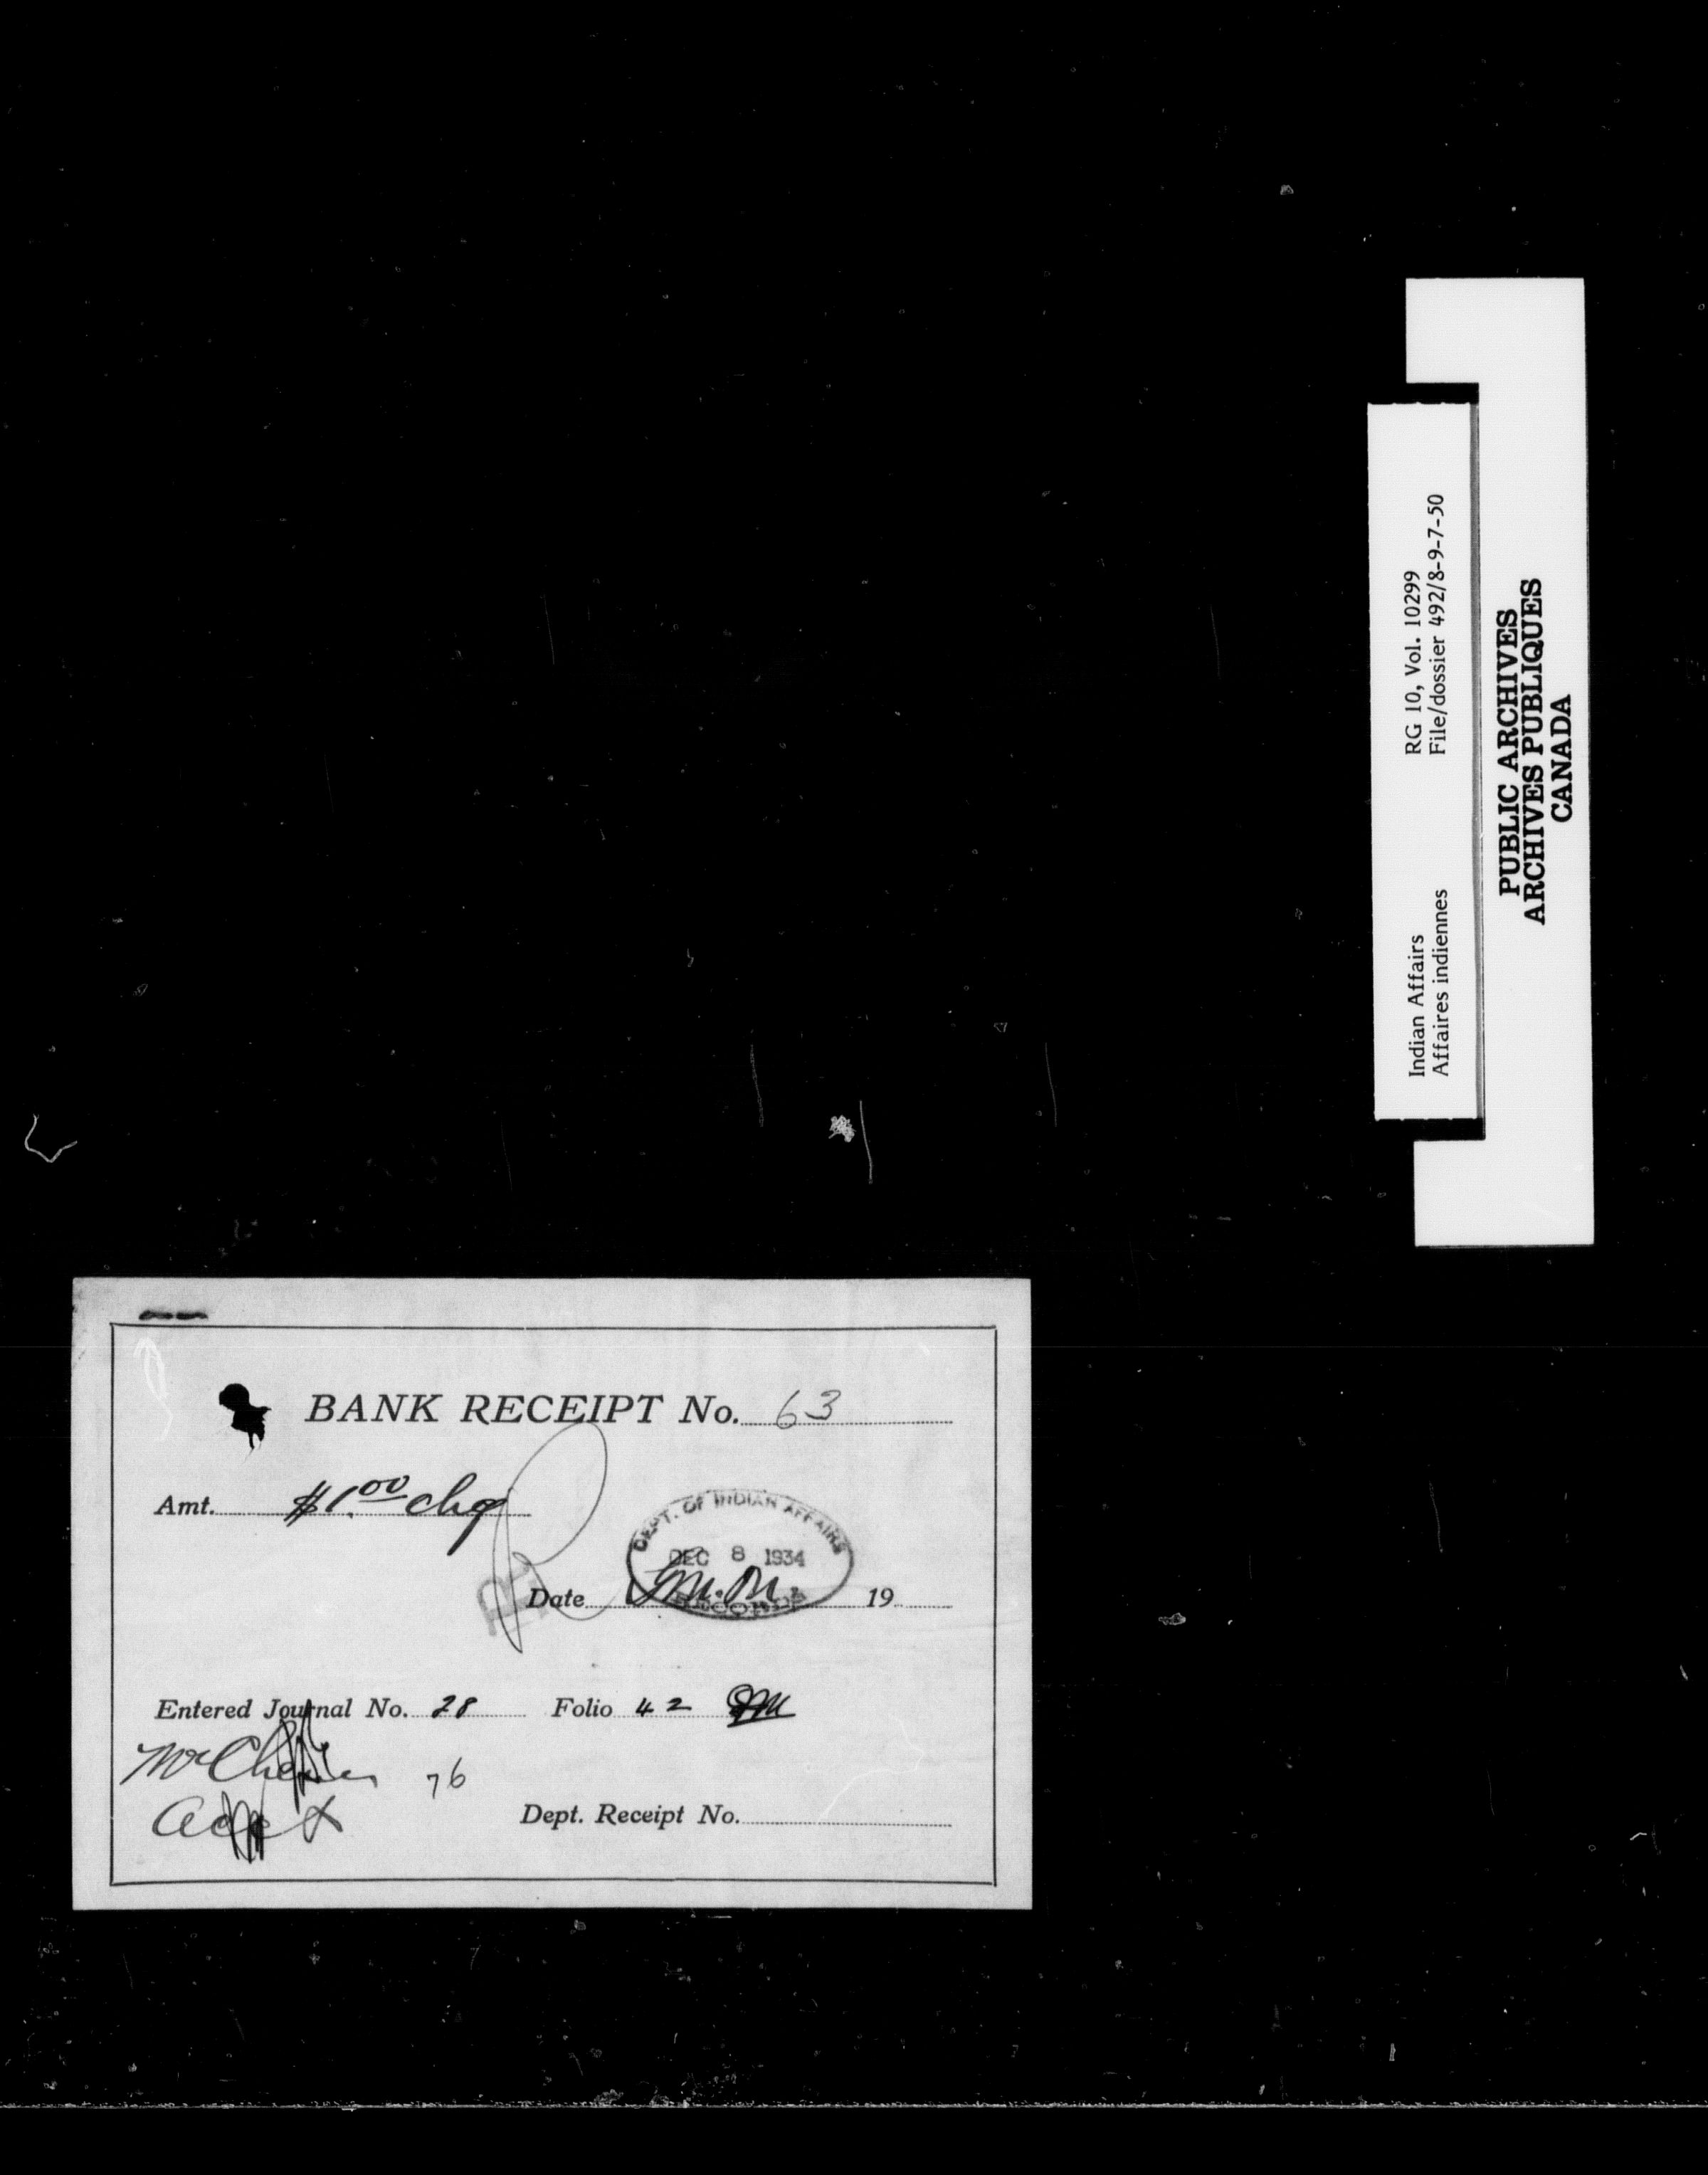 BANK RECEIPT No. 63
Amt. $1.00 chq
DEPT. OF INDIAN AFFAIRS
DEC 8 1934
RECORDS
Date 19
Entered Journal No. 28 Folio 42
76
Dept. Receipt No.
Indian Affairs RG 10, Vol. 10299
Affaires indiennes File/dossier 492/8-9-7-50
PUBLIC ARCHIVES
ARCHIVES PUBLIQUES
CANADA